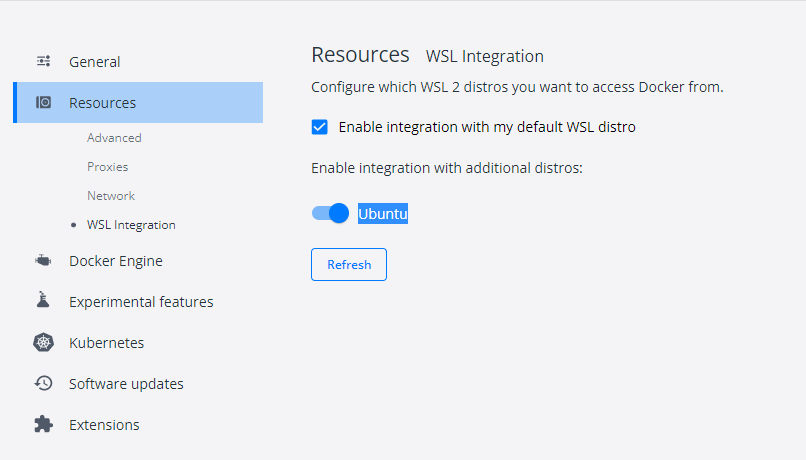 General
Resources
Advanced
Proxies
Network
WSL Integration
Docker Engine
Experimental features
Kubernetes
Software updates
Extensions
Resources WSL Integration
Configure which WSL 2 distros you want to access Docker from.
Enable integration with my default WSL distro
Enable integration with additional distros:
Ubuntu
Refresh